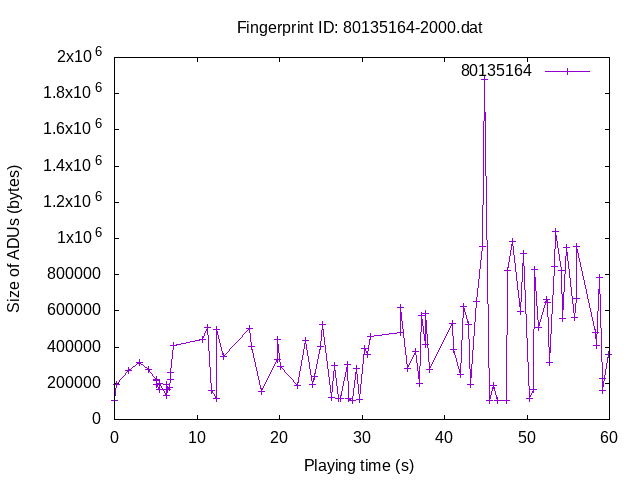 Fingerprint ID: 80135164-2000.dat
80135164
Size of ADUs (bytes)
2x10^6
1.8x10^6
1.6x10^6
1.4x10^6
1.2x10^6
1x10^6
800000
600000
400000
200000
0
0 10 20 30 40 50 60
Playing time (s)